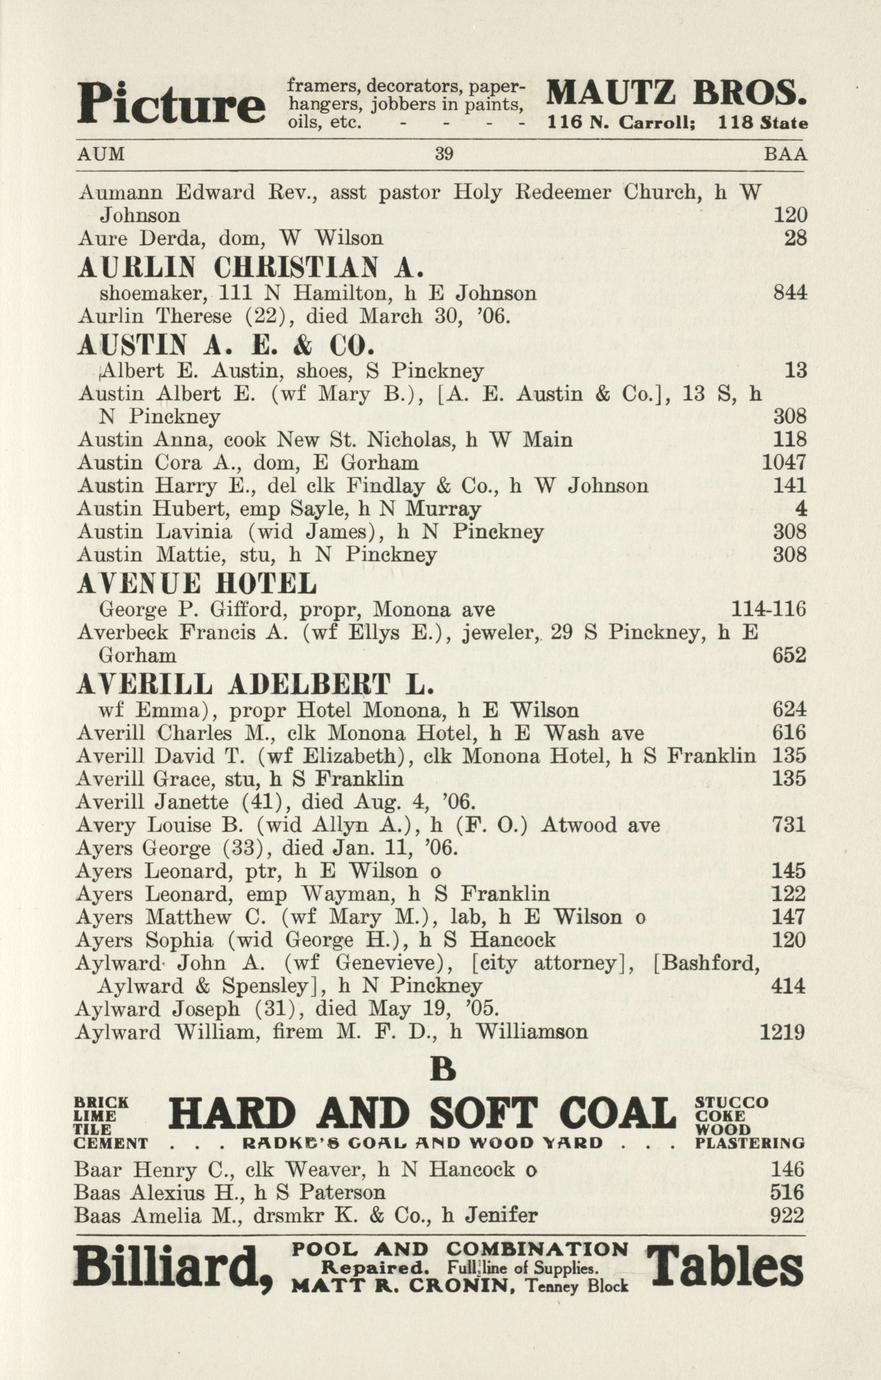 Picture framers, decorators, paper- MAUTZ BROS.
hangers, jobbers in paints,
oils, etc. - - - - 116 N. Carroll; 118 State
AUM 39 BAA
Aumann Edward Rev., asst pastor Holy Redeemer Church, h W
Johnson 120
Aure Derda, dom, W Wilson 28
AURLIN CHRISTIAN A.
shoemaker, 111 N Hamilton, h E Johnson 844
Aurlin Therese (22), died March 30, '06.
AUSTIN A. E. & CO.
Albert E. Austin, shoes, S Pinckney 13
Austin Albert E. (wf Mary B.), [A. E. Austin & Co.], 13 S, h
N Pinckney 308
Austin Anna, cook New St. Nicholas, h W Main 118
Austin Cora A., dom, E Gorham 1047
Austin Harry E., del clk Findlay & Co., h W Johnson 141
Austin Hubert, emp Sayle, h N Murray 4
Austin Lavinia (wid James), h N Pinckney 308
Austin Mattie, stu, h N Pinckney 308
AVENUE HOTEL
George P. Gifford, propr, Monona ave 114-116
Averbeck Francis A. (wf Ellys E.), jeweler, 29 S Pinckney, h E
Gorham 652
AVERILL ADELBERT L.
wf Emma), propr Hotel Monona, h E Wilson 624
Averill Charles M., clk Monona Hotel, h E Wash ave 616
Averill David T. (wf Elizabeth), clk Monona Hotel, h S Franklin 135
Averill Grace, stu, h S Franklin 135
Averill Janette (41), died Aug. 4, '06.
Avery Louise B. (wid Allyn A.), h (F. O.) Atwood ave 731
Ayers George (33), died Jan. 11, '06.
Ayers Leonard, ptr, h E Wilson o 145
Ayers Leonard, emp Wayman, h S Franklin 122
Ayers Matthew C. (wf Mary M.), lab, h E Wilson o 147
Ayers Sophia (wid George H.), h S Hancock 120
Aylward John A. (wf Genevieve), [city attorney], [Bashford,
Aylward & Spensley], h N Pinckney 414
Aylward Joseph (31), died May 19, '05.
Aylward William, firem M. F. D., h Williamson 1219
B
BRICK
LIME
TILE
CEMENT
HARD AND SOFT COAL
. . . RADKE'S COAL AND WOOD YARD . . .
STUCCO
COKE
WOOD
PLASTERING
Baar Henry C., clk Weaver, h N Hancock o 146
Baas Alexius H., h S Paterson 516
Baas Amelia M., drsmkr K. & Co., h Jenifer 922
Billiard, POOL AND COMBINATION Tables
Repaired. Full line of Supplies.
MATT R. CRONIN, Tenney Block